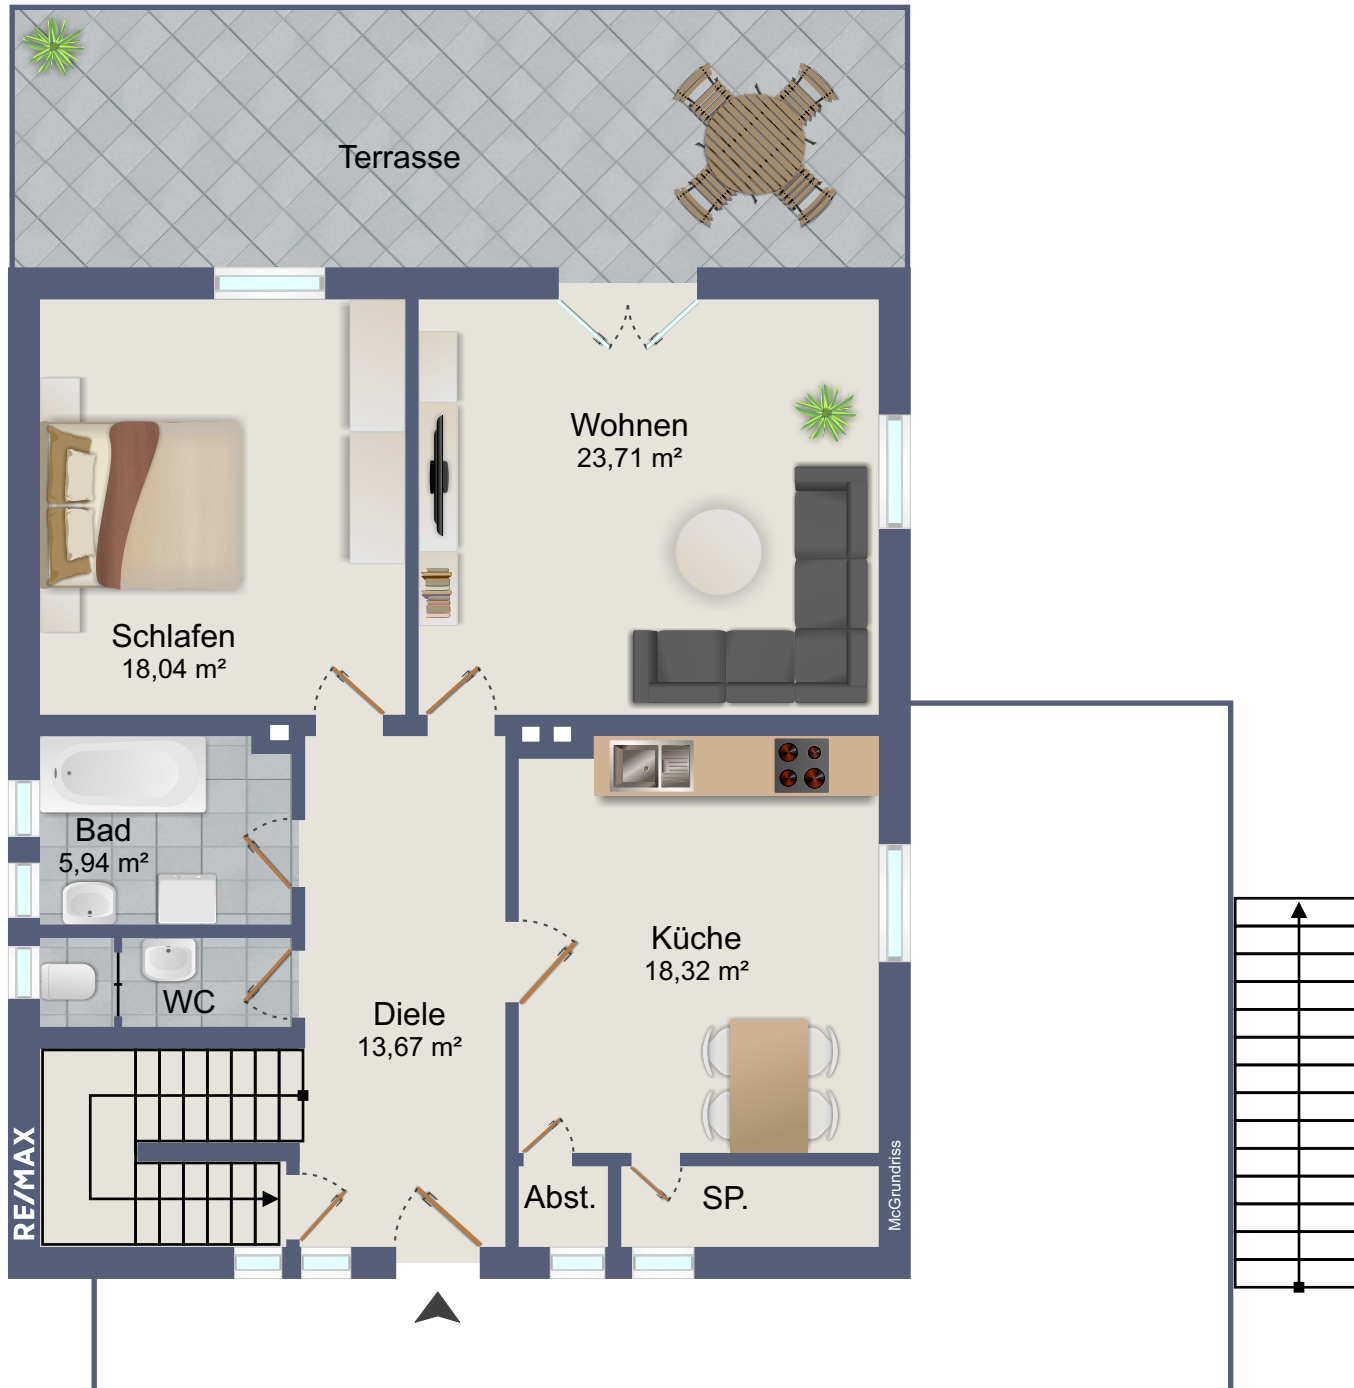 Terrasse
Wohnen
23,71 m²
Schlafen
18,04 m²
Bad
5,94 m²
Küche
18,32 m²
WC
Diele
13,67 m²
Abst.
SP.
RE/MAX
McGrundriss